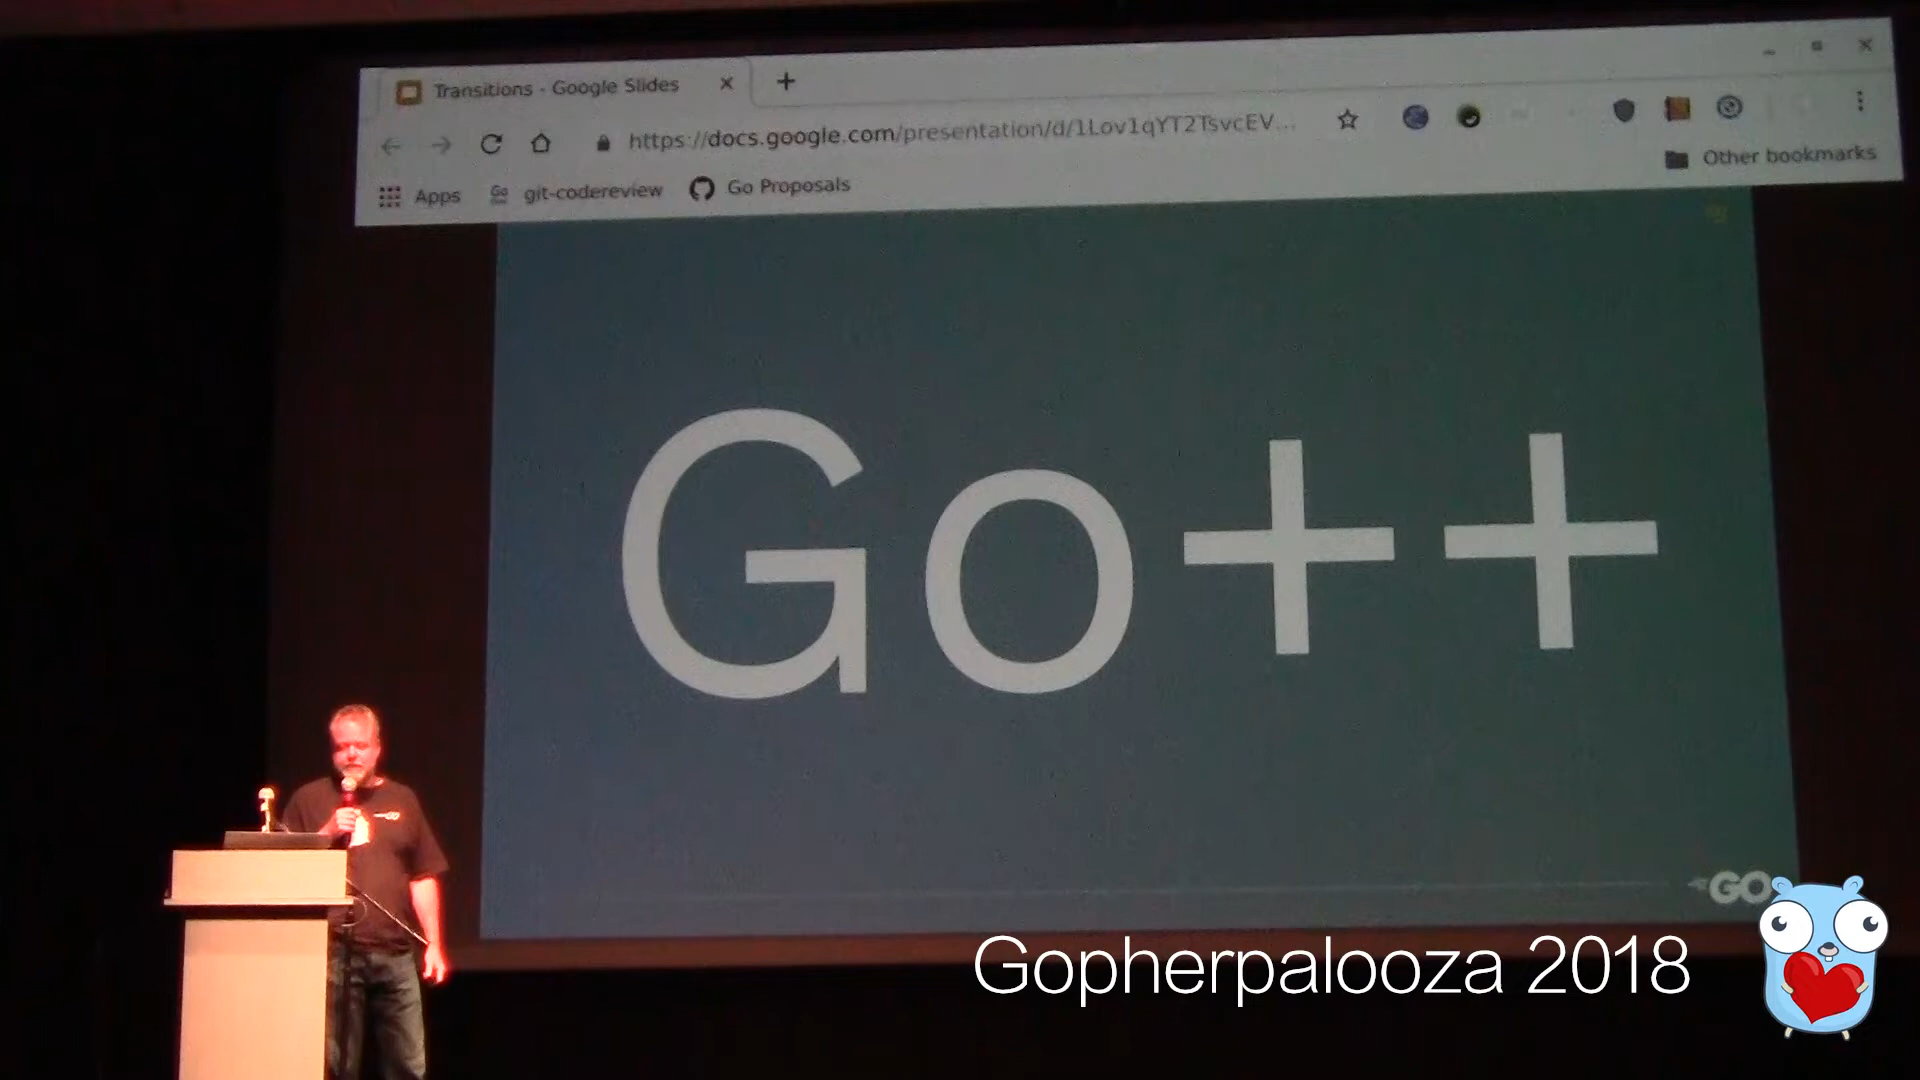 Transitions - Google Slides
https://docs.google.com/presentation/d/1Lov1qYT2TsvcEV...
Other bookmarks
Apps
git-codereview
Go Proposals
Go++
GO
Gopherpalooza 2018